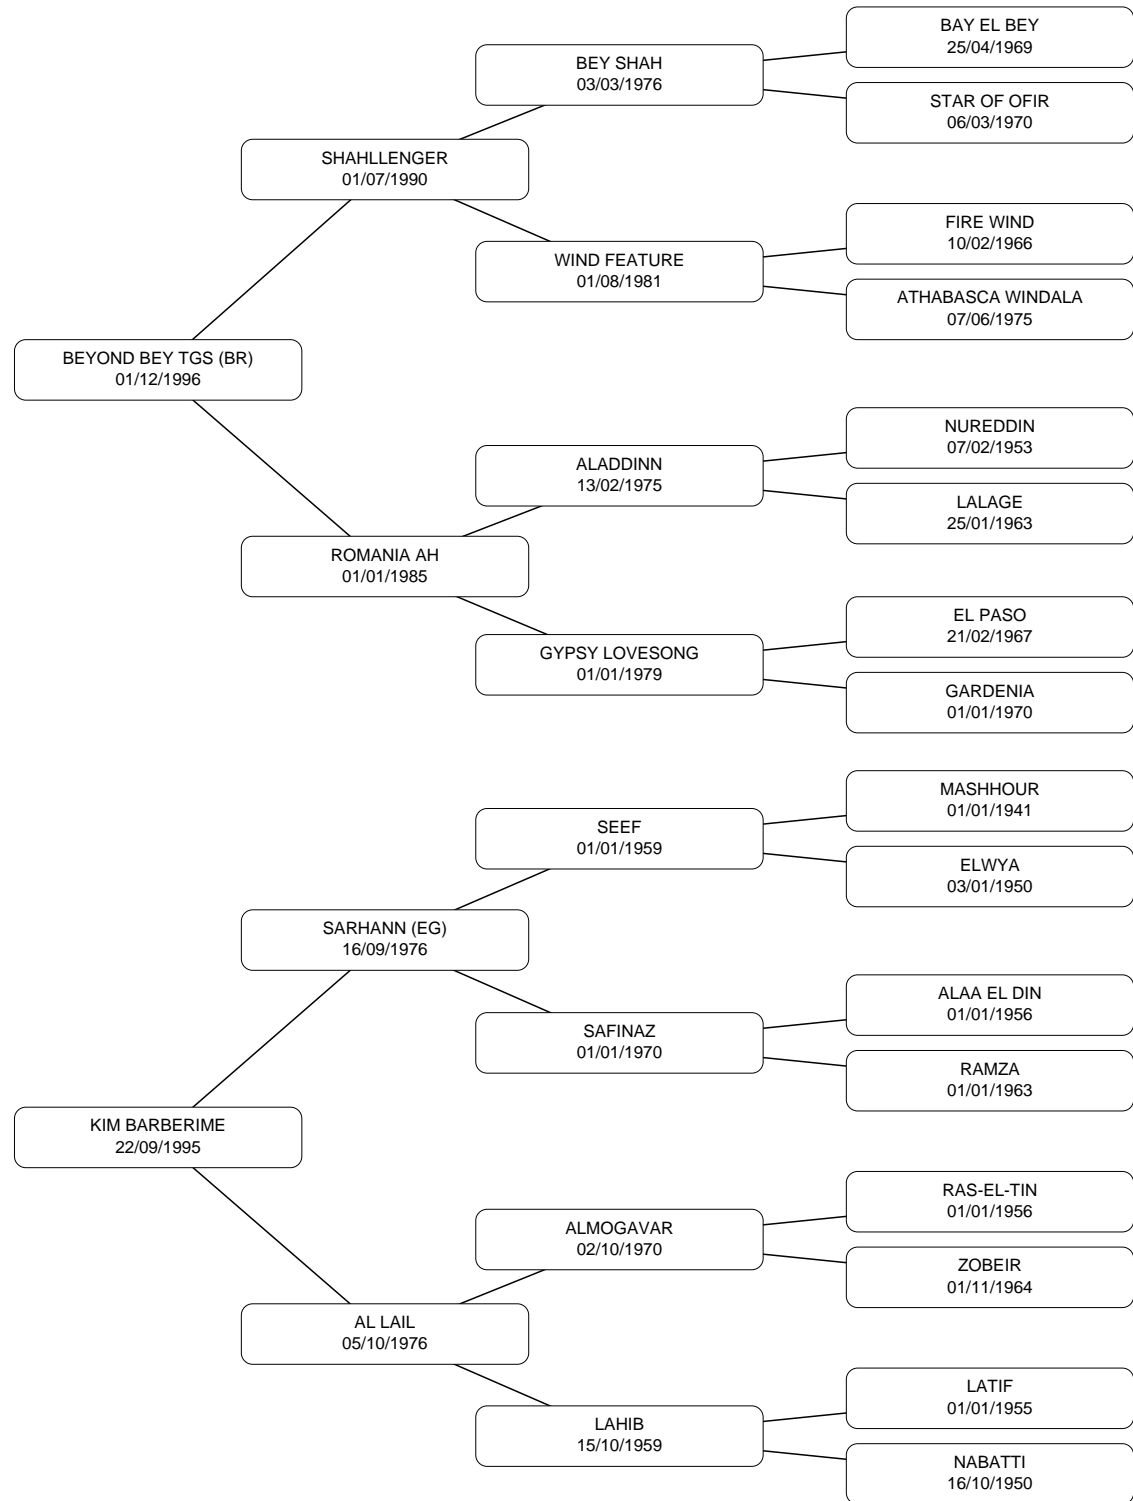 BAY EL BEY
25/04/1969
BEY SHAH
03/03/1976
STAR OF OFIR
06/03/1970
SHAHLLENGER
01/07/1990
FIRE WIND
10/02/1966
WIND FEATURE
01/08/1981
ATHABASCA WINDALA
07/06/1975
BEYOND BEY TGS (BR)
01/12/1996
NUREDDIN
07/02/1953
ALADDINN
13/02/1975
LALAGE
25/01/1963
ROMANIA AH
01/01/1985
EL PASO
21/02/1967
GYPSY LOVESONG
01/01/1979
GARDENIA
01/01/1970
MASHHOUR
01/01/1941
SEEF
01/01/1959
ELWYA
03/01/1950
SARHANN (EG)
16/09/1976
ALAA EL DIN
01/01/1956
SAFINAZ
01/01/1970
RAMZA
01/01/1963
KIM BARBERIME
22/09/1995
RAS-EL-TIN
01/01/1956
ALMOGAVAR
02/10/1970
ZOBEIR
01/11/1964
AL LAIL
05/10/1976
LATIF
01/01/1955
LAHIB
15/10/1959
NABATTI
16/10/1950